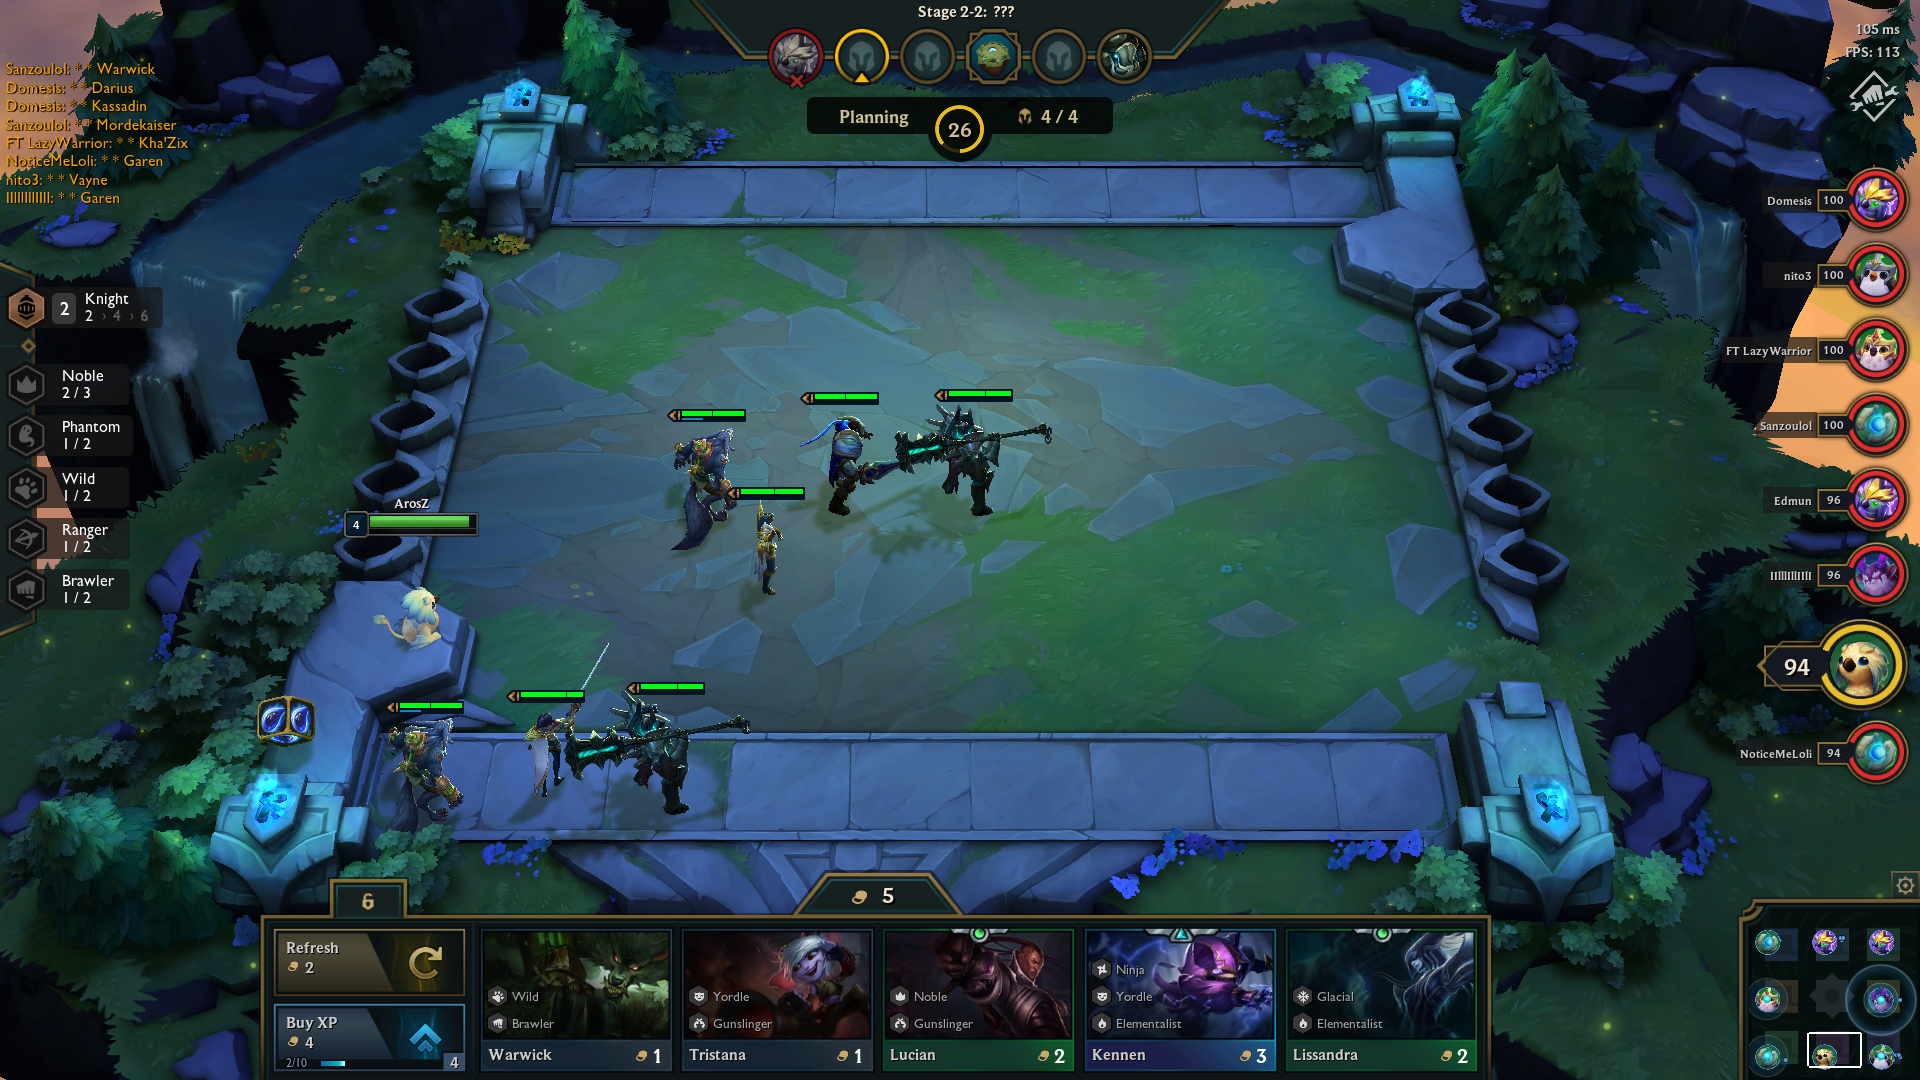 Stage 2-2: ???
105 ms
FPS: 113
Sanzoulol: * * Warwick
Domesis: * * Darius
Domesis: * * Kassadin
Sanzoulol: * * Mordekaiser
FT LazyWarrior: * * Kha'Zix
NoticeMeLoli: * * Garen
nito3: * * Vayne
IIIIIIIIIIII: * * Garen
Planning
26
4 / 4
2
Knight
2 › 4 › 6
Noble
2 / 3
Phantom
1 / 2
Wild
1 / 2
Ranger
1 / 2
Brawler
1 / 2
Domesis 100
nito3 100
FT LazyWarrior 100
Sanzoulol 100
Edmun 96
96
94
NoticeMeLoli 94
ArosZ
4
6
5
Refresh
2
Buy XP
4
2/10
4
Wild
Brawler
Warwick 1
Yordle
Gunslinger
Tristana 1
Noble
Gunslinger
Lucian 2
Ninja
Yordle
Elementalist
Kennen 3
Glacial
Elementalist
Lissandra 2